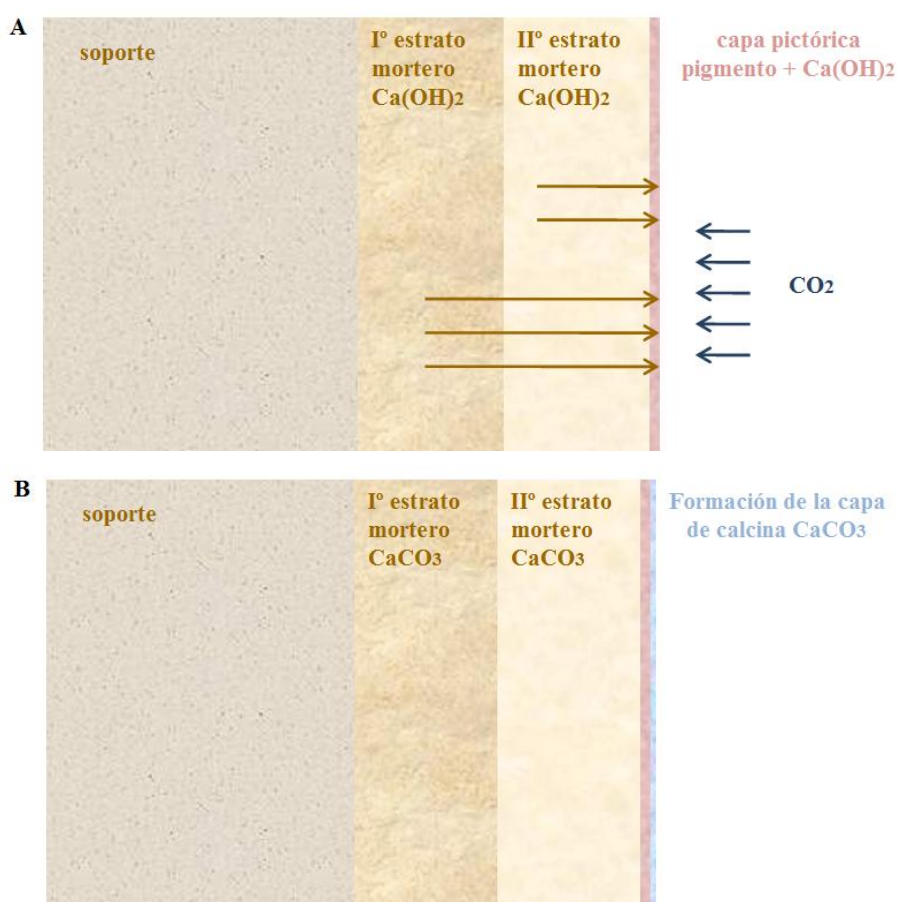 A
soporte
Iº estrato
mortero
Ca(OH)2
IIº estrato
mortero
Ca(OH)2
capa pictórica
pigmento + Ca(OH)2
CO2
B
soporte
Iº estrato
mortero
CaCO3
IIº estrato
mortero
CaCO3
Formación de la capa
de calcina CaCO3